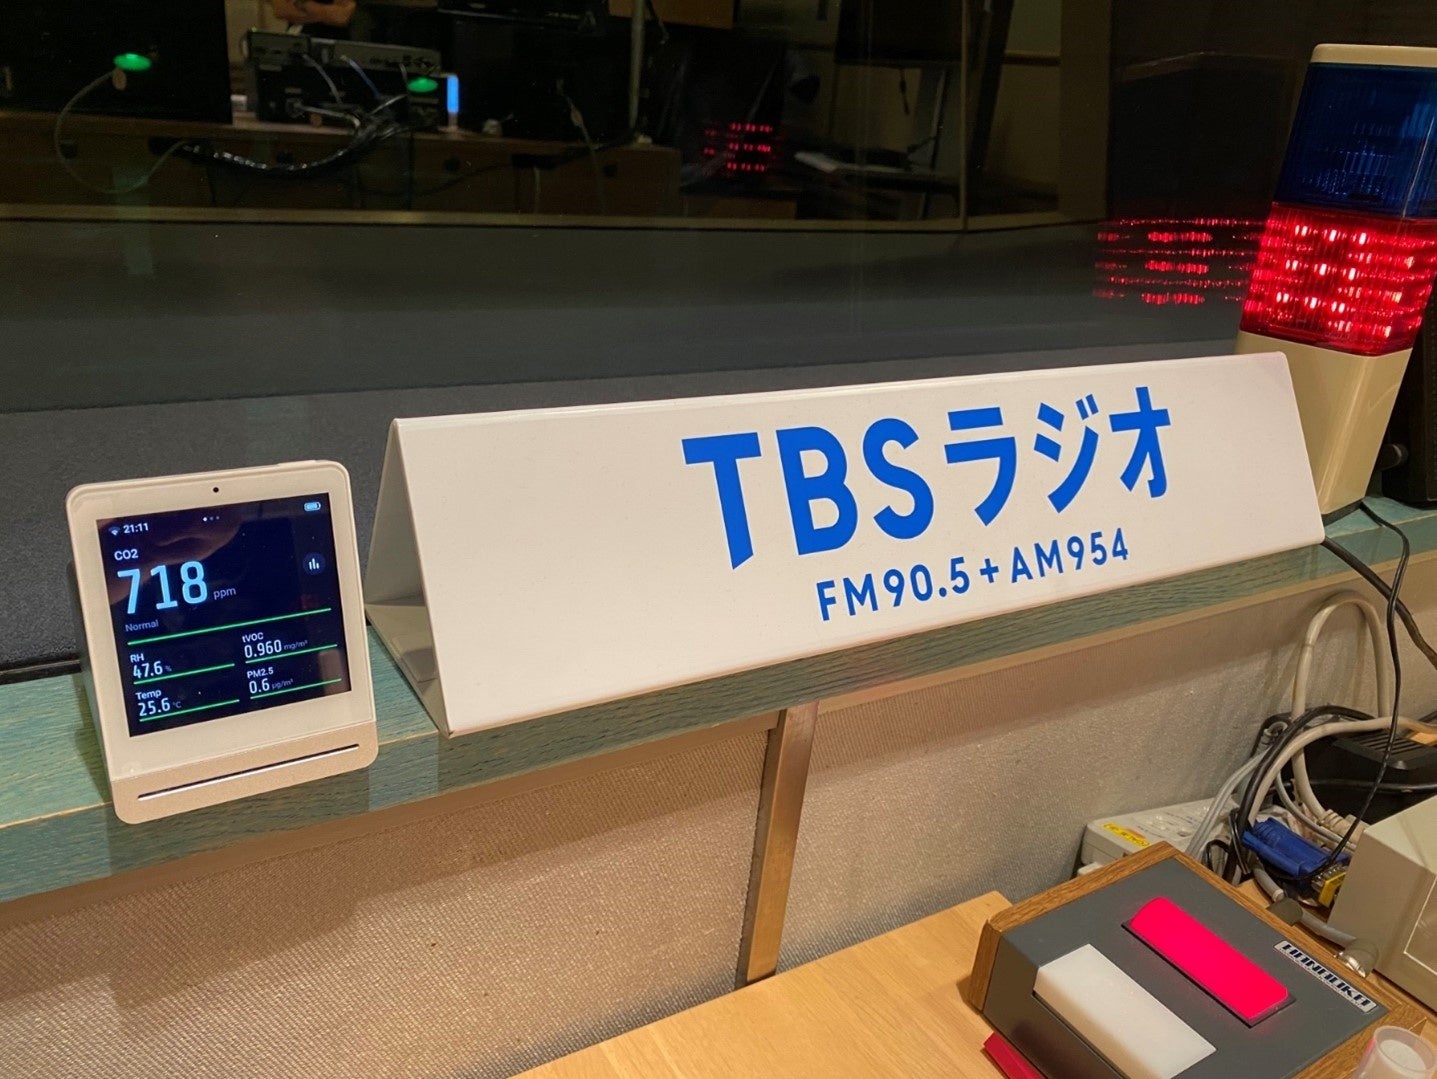 21:11
CO2
718 ppm
Normal
RH
47.6 %
tVOC
0.960 mg/m³
Temp
25.6 °C
PM2.5
0.6 μg/m³
TBSラジオ
FM90.5+AM954